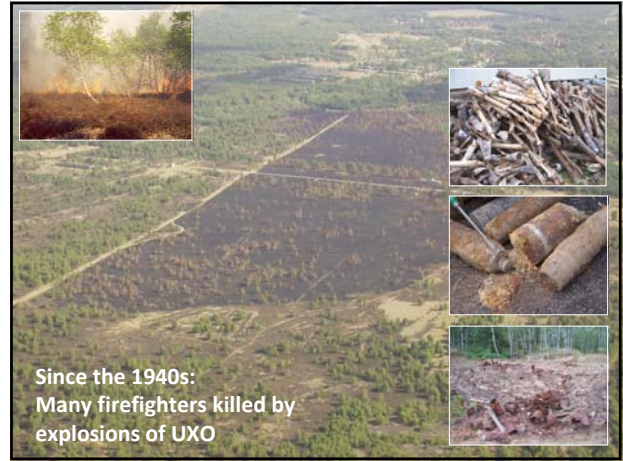 Since the 1940s:
Many firefighters killed by
explosions of UXO